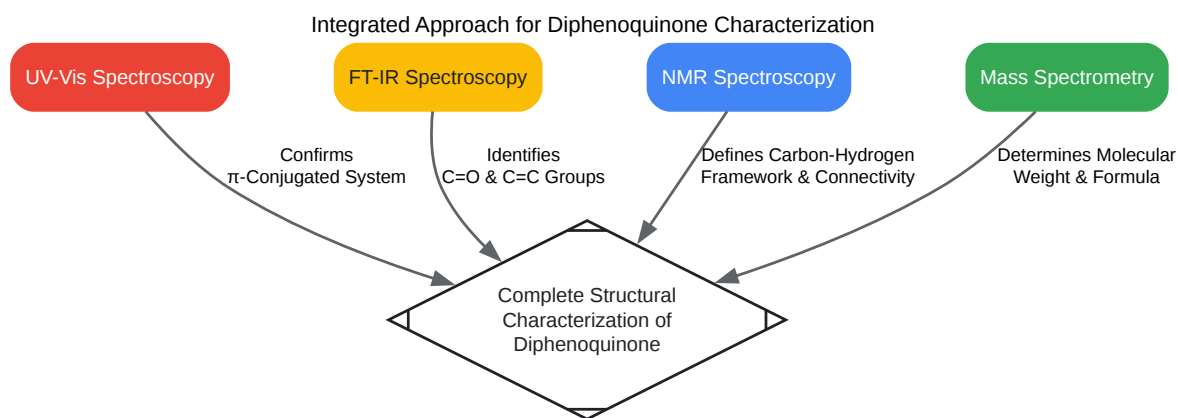 Integrated Approach for Diphenoquinone Characterization
UV-Vis Spectroscopy
FT-IR Spectroscopy
NMR Spectroscopy
Mass Spectrometry
Confirms
π-Conjugated System
Identifies
C=O & C=C Groups
Defines Carbon-Hydrogen
Framework & Connectivity
Determines Molecular
Weight & Formula
Complete Structural
Characterization of
Diphenoquinone